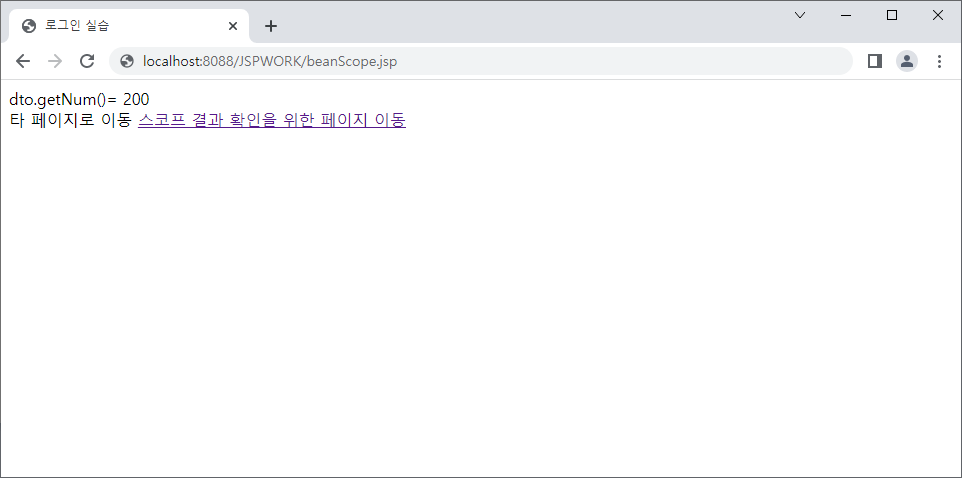 로그인 실습
localhost:8088/JSPWORK/beanScope.jsp
dto.getNum()= 200
타 페이지로 이동 스코프 결과 확인을 위한 페이지 이동